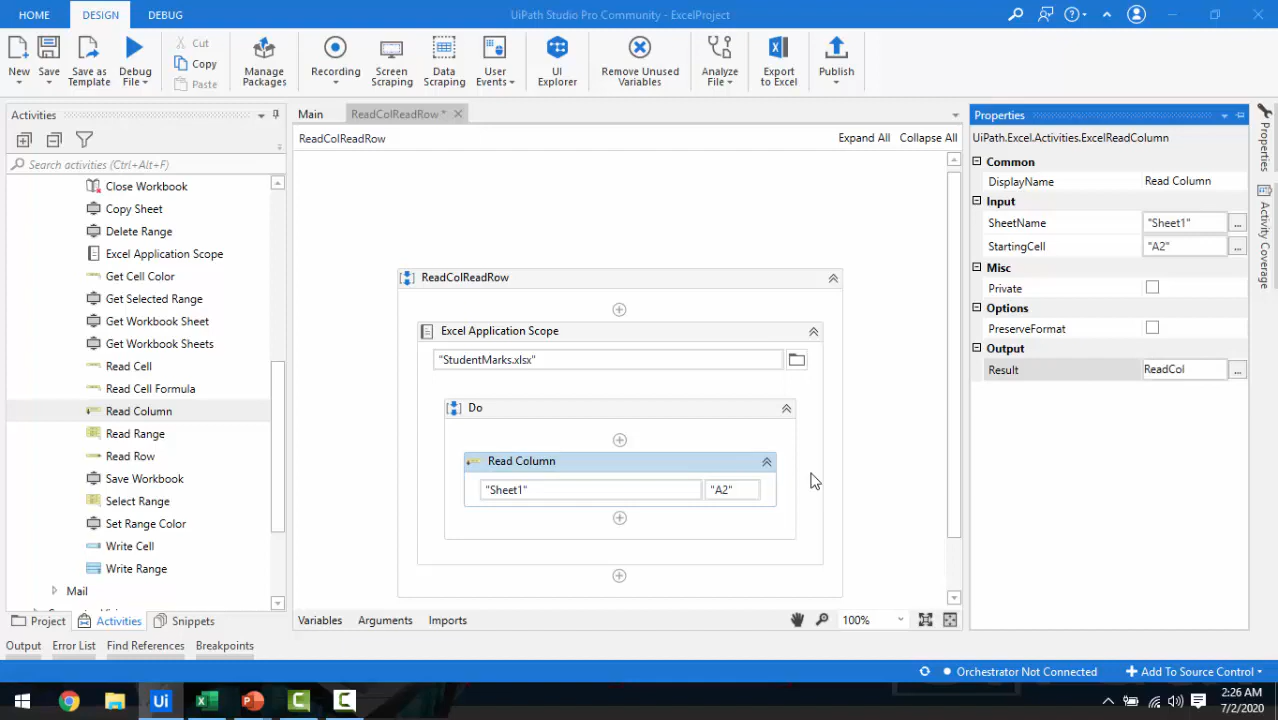 HOME DESIGN DEBUG UiPath Studio Pro Community - ExcelProject
New Save Save as Template Debug File Cut Copy Paste Manage Packages Recording Screen Scraping Data Scraping User Events UI Explorer Remove Unused Variables Analyze File Export to Excel Publish
Activities
Search activities (Ctrl+Alt+F)
Close Workbook
Copy Sheet
Delete Range
Excel Application Scope
Get Cell Color
Get Selected Range
Get Workbook Sheet
Get Workbook Sheets
Read Cell
Read Cell Formula
Read Column
Read Range
Read Row
Save Workbook
Select Range
Set Range Color
Write Cell
Write Range
Mail
Project Activities Snippets
Main ReadColReadRow *
ReadColReadRow Expand All Collapse All
ReadColReadRow
Excel Application Scope
"StudentMarks.xlsx"
Do
Read Column
"Sheet1" "A2"
Variables Arguments Imports 100%
Properties
UiPath.Excel.Activities.ExcelReadColumn
Common
DisplayName Read Column
Input
SheetName "Sheet1" ...
StartingCell "A2" ...
Misc
Private
Options
PreserveFormat
Output
Result ReadCol ...
Properties
Activity Coverage
Output Error List Find References Breakpoints
Orchestrator Not Connected Add To Source Control
Ui
2:26 AM
7/2/2020